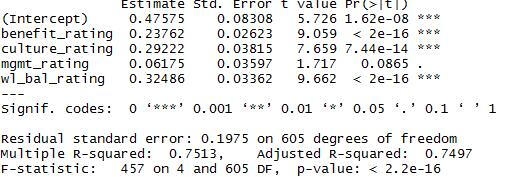 Estimate Std. Error t value Pr(>|t|)
(Intercept) 0.47575 0.08308 5.726 1.62e-08 ***
benefit_rating 0.23762 0.02623 9.059 < 2e-16 ***
culture_rating 0.29222 0.03815 7.659 7.44e-14 ***
mgmt_rating 0.06175 0.03597 1.717 0.0865 .
wl_bal_rating 0.32486 0.03362 9.662 < 2e-16 ***
---
Signif. codes: 0 ‘***’ 0.001 ‘**’ 0.01 ‘*’ 0.05 ‘.’ 0.1 ‘ ’ 1
Residual standard error: 0.1975 on 605 degrees of freedom
Multiple R-squared: 0.7513, Adjusted R-squared: 0.7497
F-statistic: 457 on 4 and 605 DF, p-value: < 2.2e-16